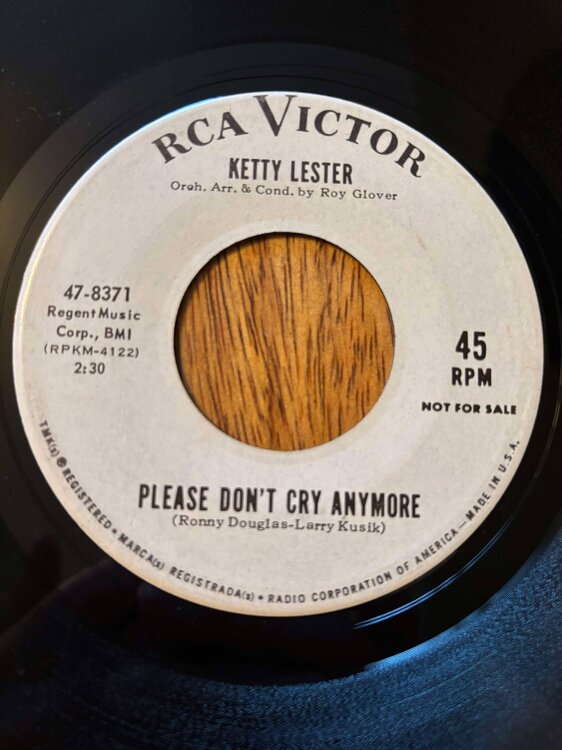 RCA VICTOR
KETTY LESTER
Orch. Arr. & Cond. by Roy Glover
47-8371
Regent Music
Corp., BMI
(RPKM-4122)
2:30
45
RPM
NOT FOR SALE
PLEASE DON'T CRY ANYMORE
(Ronny Douglas-Larry Kusik)
TMK(s) ® REGISTERED • MARCA(s) REGISTRADA(s) • RADIO CORPORATION OF AMERICA—MADE IN U.S.A.